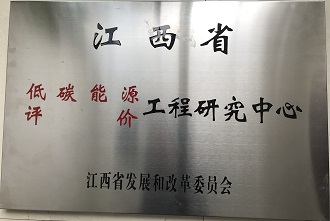 江西省
低碳能源
评价工程研究中心
江西省发展和改革委员会